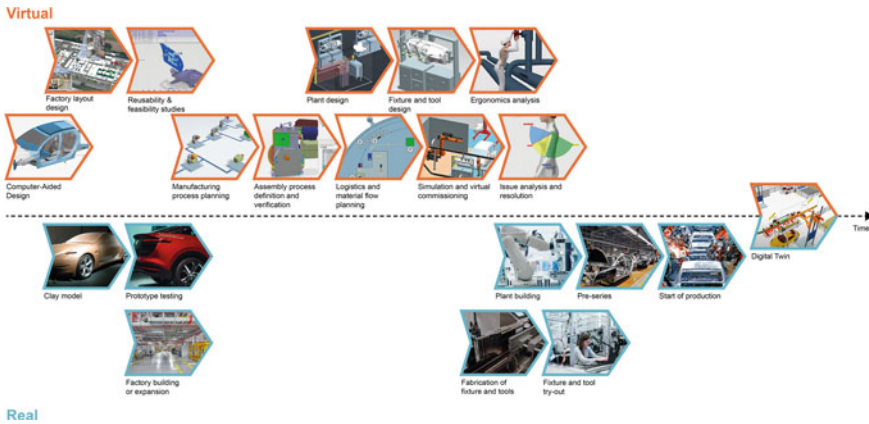 Virtual
Factory layout
design
Reusability &
feasibility studies
Plant design
Fixture and tool
design
Ergonomics analysis
Computer-Aided
Design
Manufacturing
process planning
Assembly process
definition and
verification
Logistics and
material flow
planning
Simulation and virtual
commissioning
Issue analysis and
resolution
Time
Digital Twin
Clay model
Prototype testing
Plant building
Pre-series
Start of production
Factory building
or expansion
Fabrication of
fixture and tools
Fixture and tool
try-out
Real